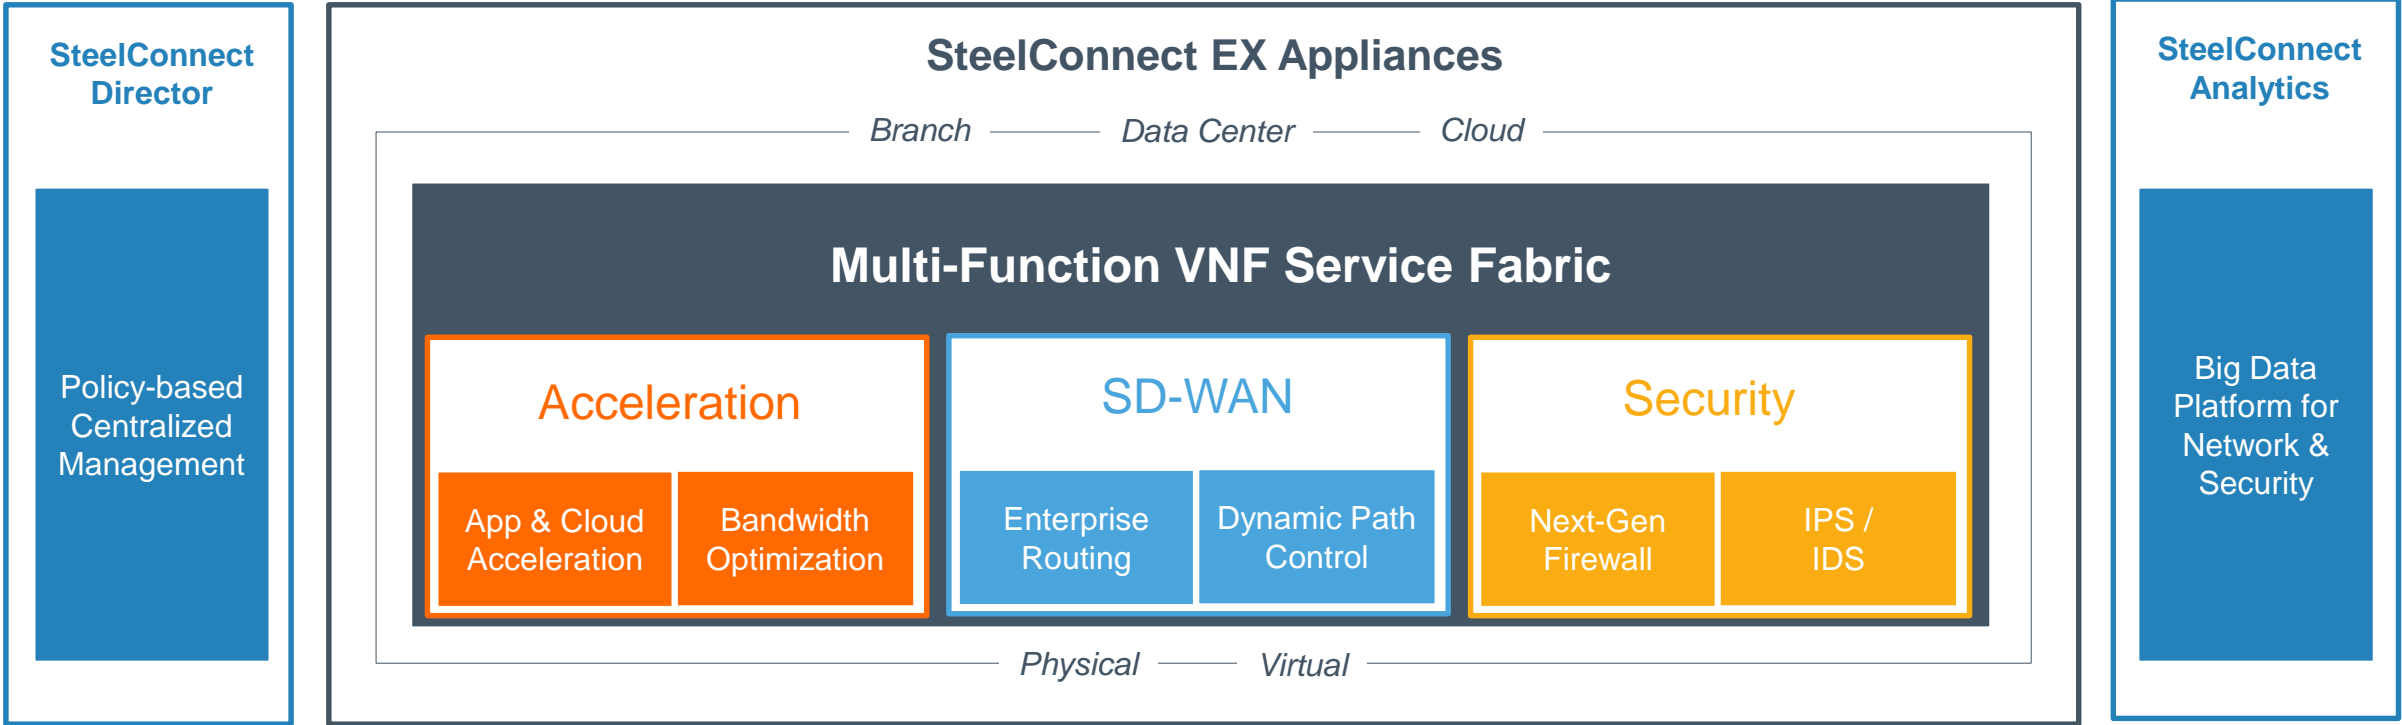 SteelConnect
Director
Policy-based
Centralized
Management
SteelConnect EX Appliances
Branch
Data Center
Cloud
Multi-Function VNF Service Fabric
Acceleration
App & Cloud
Acceleration
Bandwidth
Optimization
SD-WAN
Enterprise
Routing
Dynamic Path
Control
Security
Next-Gen
Firewall
IPS /
IDS
Physical
Virtual
SteelConnect
Analytics
Big Data
Platform for
Network &
Security